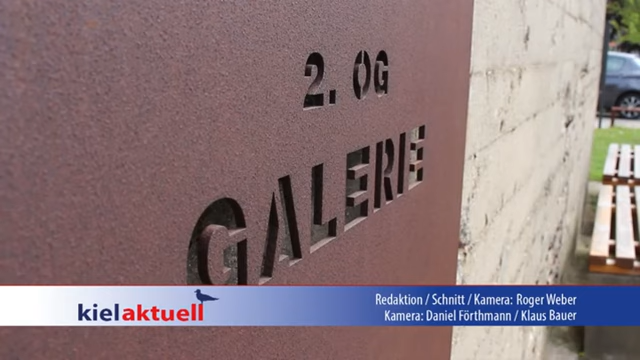 2. OG
GALERIE
kielaktuell
Redaktion / Schnitt / Kamera: Roger Weber
Kamera: Daniel Förthmann / Klaus Bauer